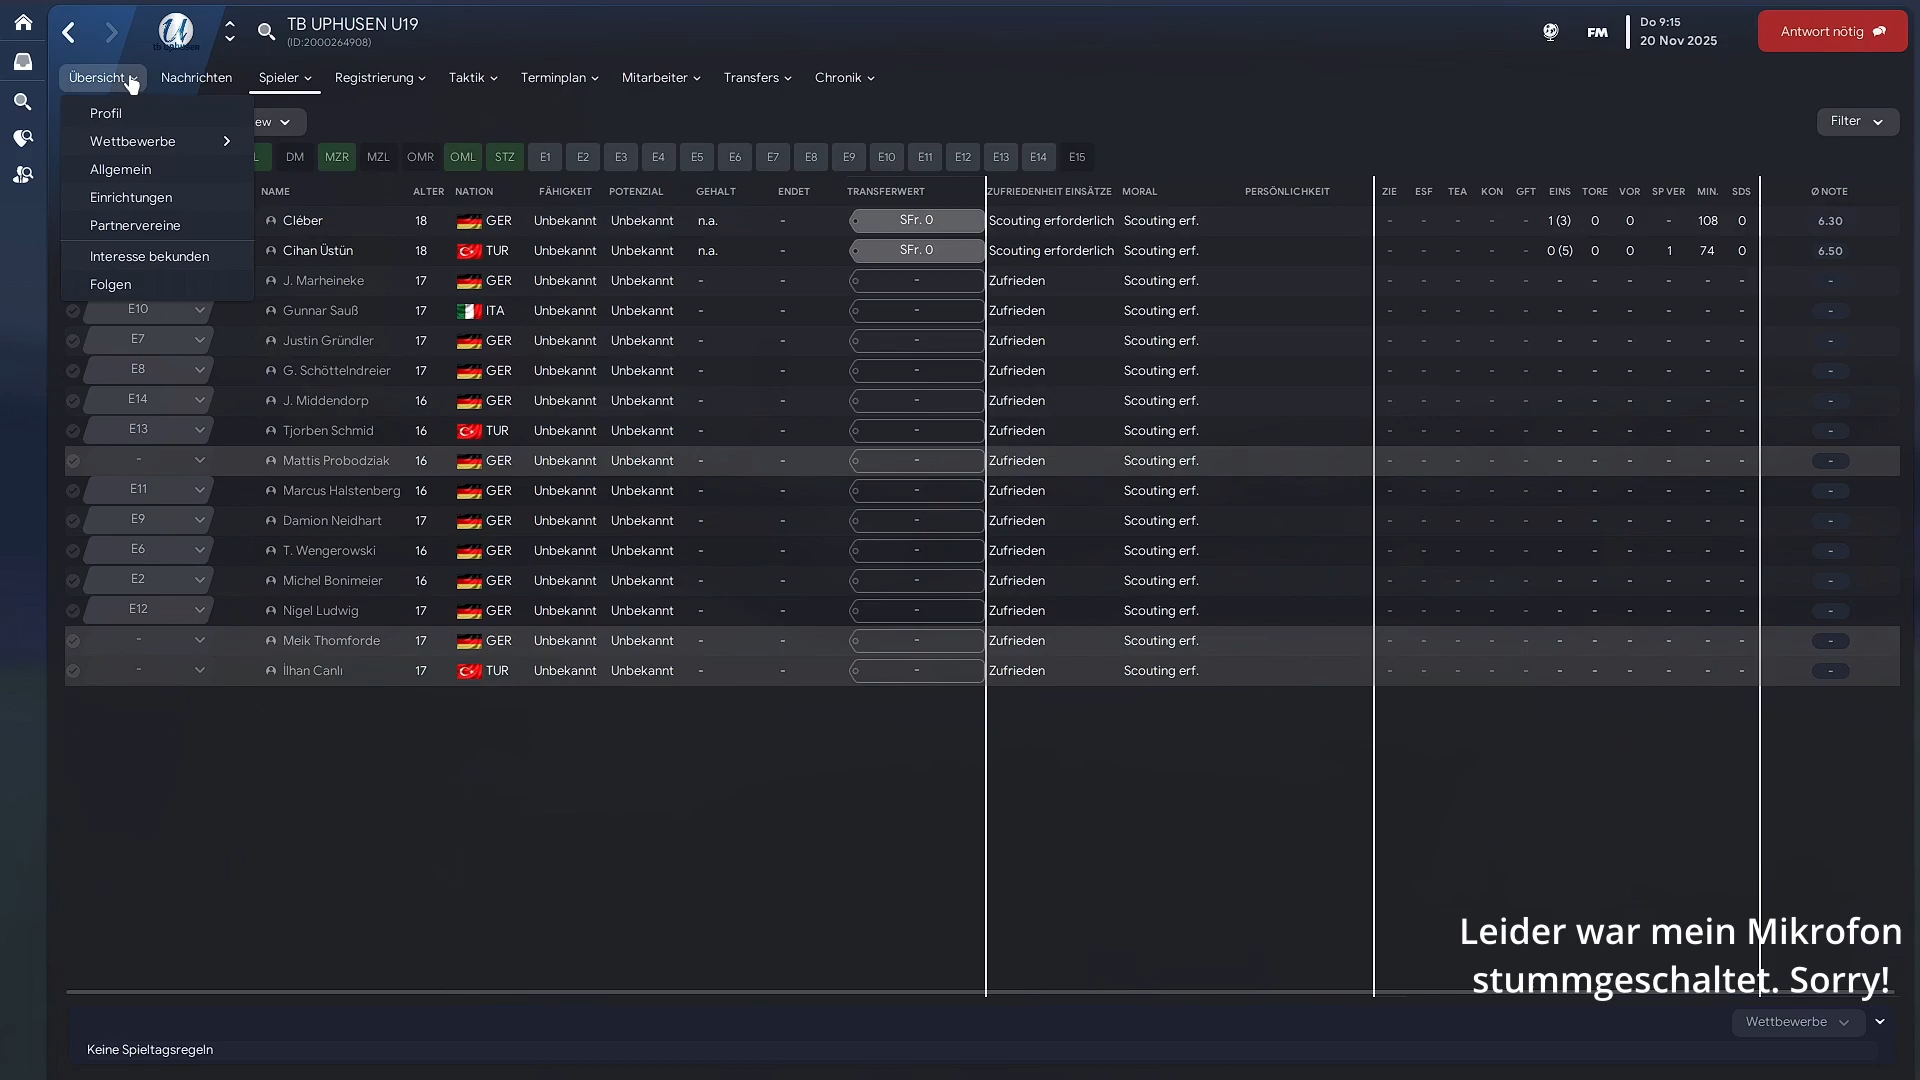 TB UPHUSEN U19
(ID:2000264908)
FM
Do 9:15
20 Nov 2025
Antwort nötig
Übersicht Nachrichten Spieler Registrierung Taktik Terminplan Mitarbeiter Transfers Chronik
Profil
Wettbewerbe
Allgemein
Einrichtungen
Partnervereine
Interesse bekunden
Folgen
ew
Filter
L DM MZR MZL OMR OML STZ E1 E2 E3 E4 E5 E6 E7 E8 E9 E10 E11 E12 E13 E14 E15
NAME ALTER NATION FÄHIGKEIT POTENZIAL GEHALT ENDET TRANSFERWERT ZUFRIEDENHEIT EINSÄTZE MORAL PERSÖNLICHKEIT ZIE ESF TEA KON GFT EINS TORE VOR SP VER MIN. SDS Ø NOTE
Cléber 18 GER Unbekannt Unbekannt n.a. - SFr. 0 Scouting erforderlich Scouting erf. - - - - - 1 (3) 0 0 - 108 0 6.30
Cihan Üstün 18 TUR Unbekannt Unbekannt n.a. - SFr. 0 Scouting erforderlich Scouting erf. - - - - - 0 (5) 0 0 1 74 0 6.50
J. Marheineke 17 GER Unbekannt Unbekannt - - - Zufrieden Scouting erf. - - - - - - - - - - - -
E10 Gunnar Sauß 17 ITA Unbekannt Unbekannt - - - Zufrieden Scouting erf. - - - - - - - - - - - -
E7 Justin Gründler 17 GER Unbekannt Unbekannt - - - Zufrieden Scouting erf. - - - - - - - - - - - -
E8 G. Schöttelndreier 17 GER Unbekannt Unbekannt - - - Zufrieden Scouting erf. - - - - - - - - - - - -
E14 J. Middendorp 16 GER Unbekannt Unbekannt - - - Zufrieden Scouting erf. - - - - - - - - - - - -
E13 Tjorben Schmid 16 TUR Unbekannt Unbekannt - - - Zufrieden Scouting erf. - - - - - - - - - - - -
- Mattis Probodziak 16 GER Unbekannt Unbekannt - - - Zufrieden Scouting erf. - - - - - - - - - - - -
E11 Marcus Halstenberg 16 GER Unbekannt Unbekannt - - - Zufrieden Scouting erf. - - - - - - - - - - - -
E9 Damion Neidhart 17 GER Unbekannt Unbekannt - - - Zufrieden Scouting erf. - - - - - - - - - - - -
E6 T. Wengerowski 16 GER Unbekannt Unbekannt - - - Zufrieden Scouting erf. - - - - - - - - - - - -
E2 Michel Bonimeier 16 GER Unbekannt Unbekannt - - - Zufrieden Scouting erf. - - - - - - - - - - - -
E12 Nigel Ludwig 17 GER Unbekannt Unbekannt - - - Zufrieden Scouting erf. - - - - - - - - - - - -
- Meik Thomforde 17 GER Unbekannt Unbekannt - - - Zufrieden Scouting erf. - - - - - - - - - - - -
- İlhan Canlı 17 TUR Unbekannt Unbekannt - - - Zufrieden Scouting erf. - - - - - - - - - - - -
Leider war mein Mikrofon
stummgeschaltet. Sorry!
Wettbewerbe
Keine Spieltagsregeln